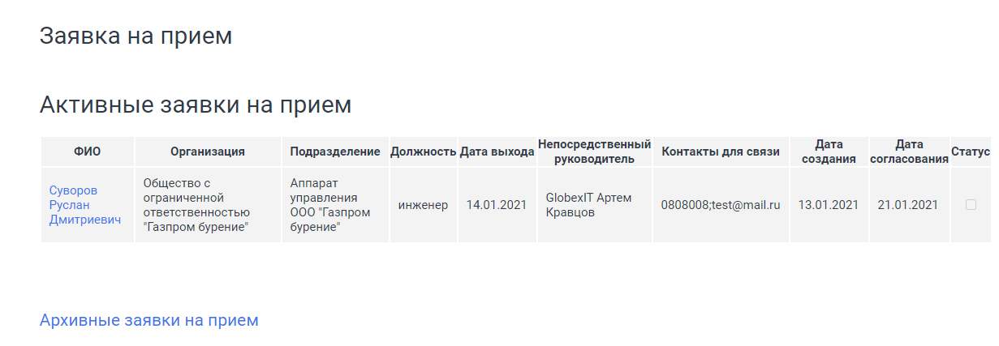 Заявка на прием
Активные заявки на прием
ФИО
Организация
Подразделение
Должность
Дата выхода
Непосредственный
руководитель
Контакты для связи
Дата
создания
Дата
согласования
Статус
Суворов
Руслан
Дмитриевич
Общество с
ограниченной
ответственностью
"Газпром бурение"
Аппарат
управления
ООО "Газпром
бурение"
инженер
14.01.2021
GlobexIT Артем
Кравцов
0808008;test@mail.ru
13.01.2021
21.01.2021
Архивные заявки на прием